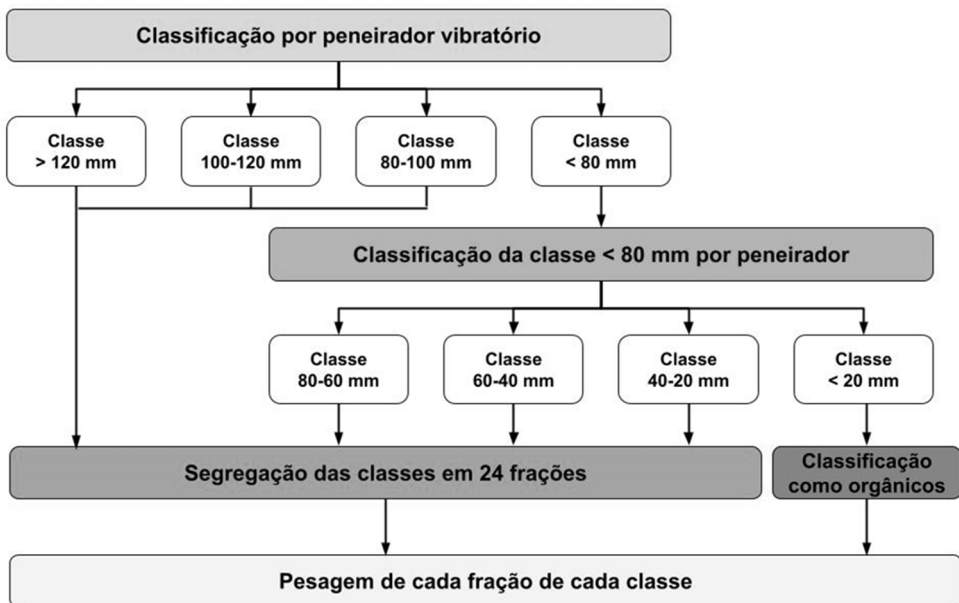 Classificação por peneirador vibratório
Classe
> 120 mm
Classe
100-120 mm
Classe
80-100 mm
Classe
< 80 mm
Classificação da classe < 80 mm por peneirador
Classe
80-60 mm
Classe
60-40 mm
Classe
40-20 mm
Classe
< 20 mm
Segregação das classes em 24 frações
Classificação
como orgânicos
Pesagem de cada fração de cada classe